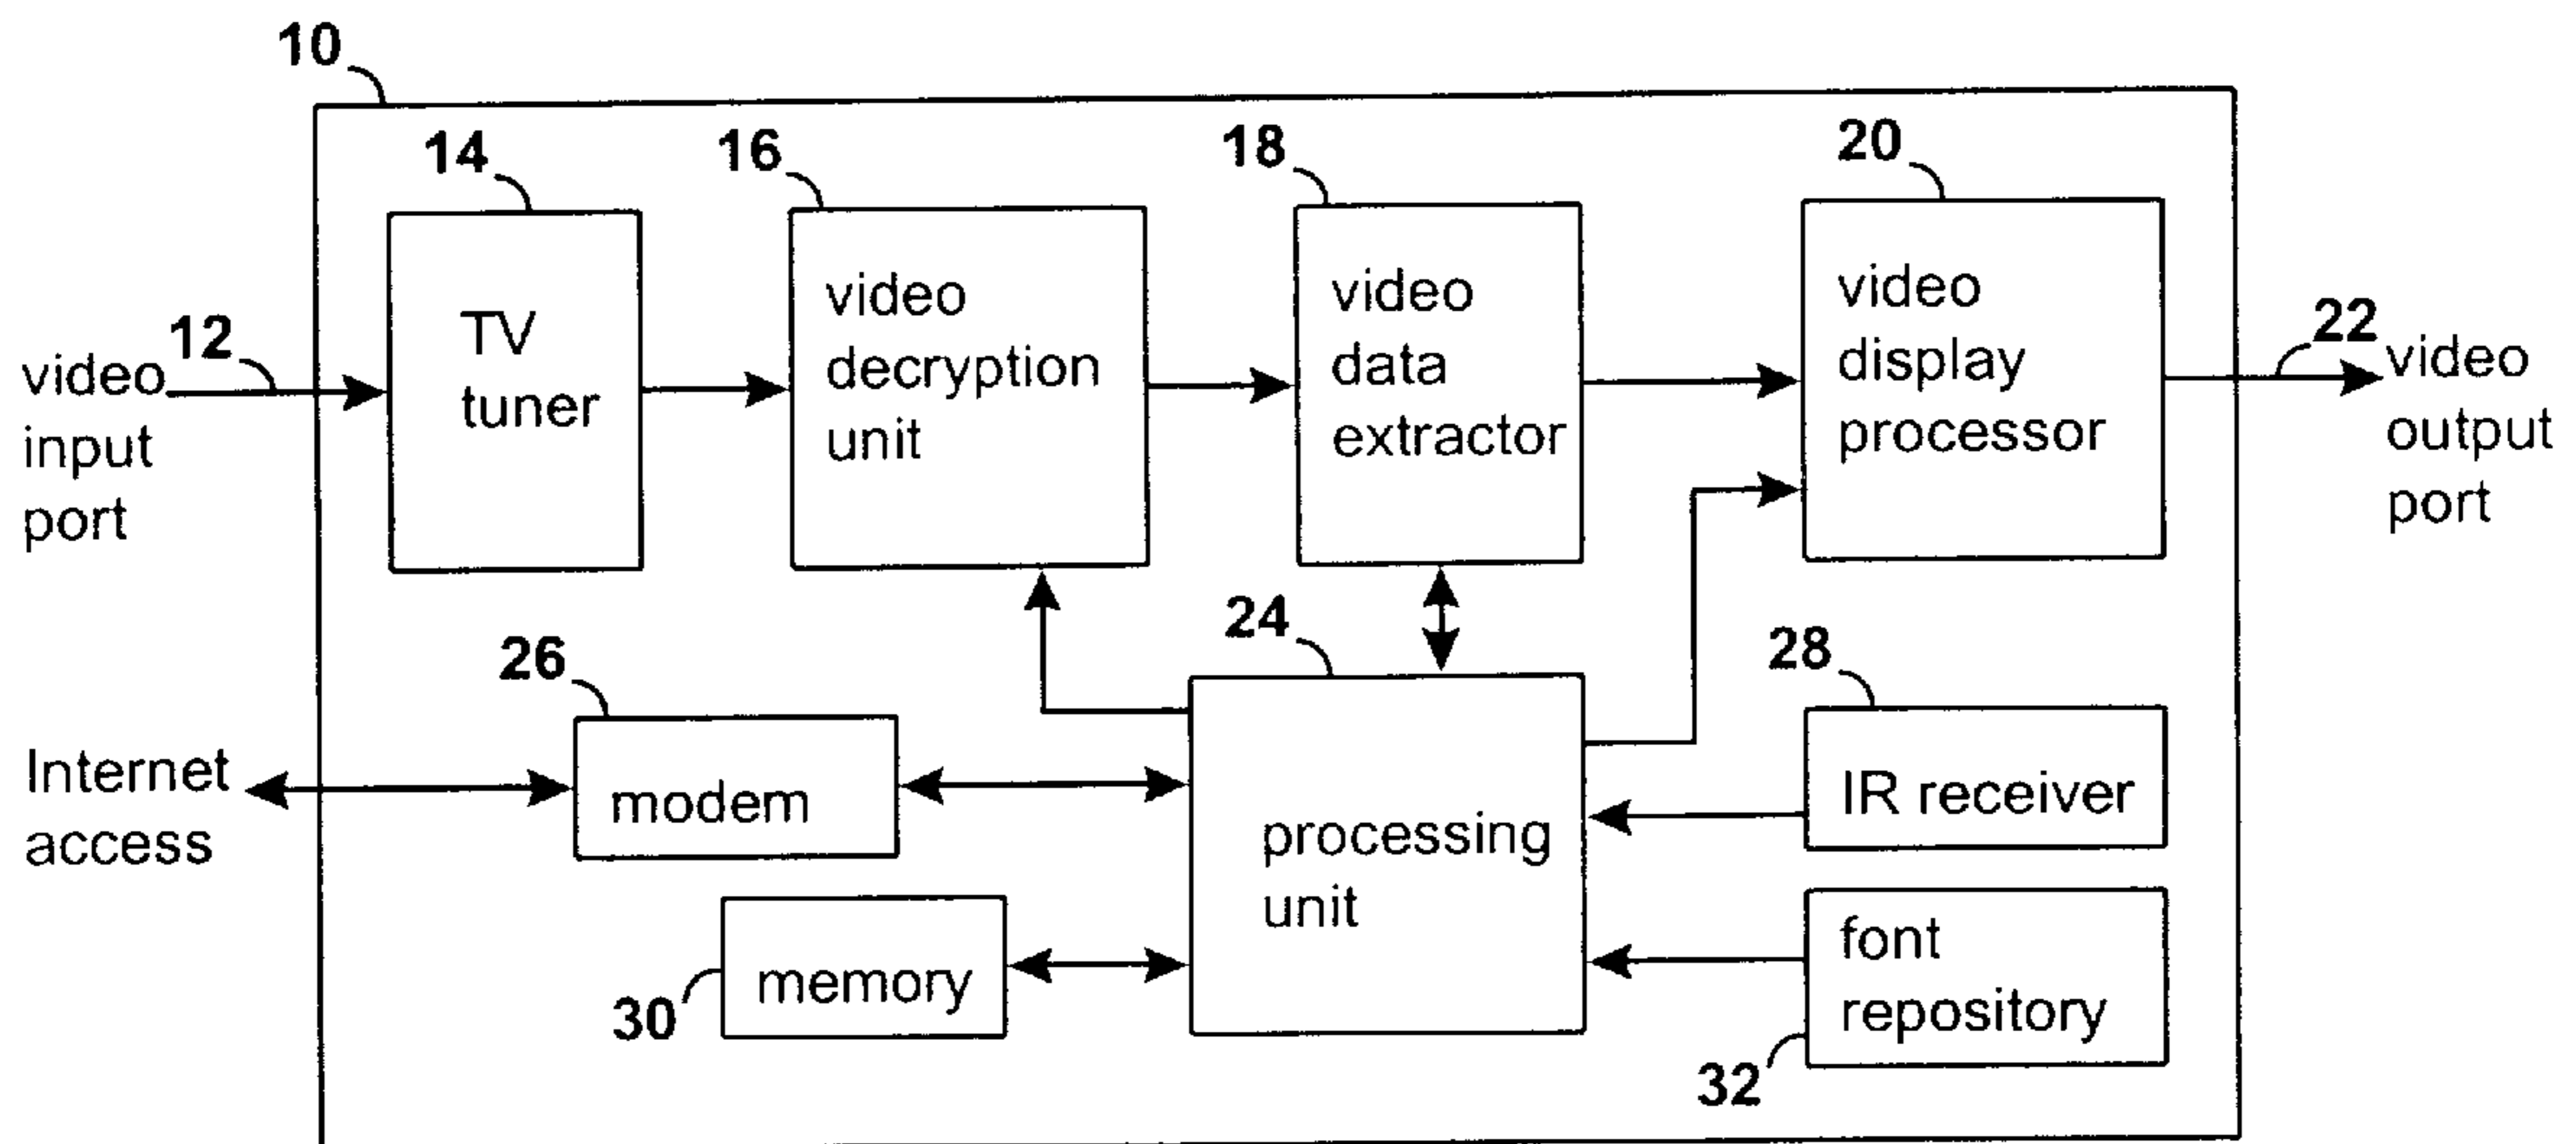 10
14
16
18
20
12
22
video
input
port
TV
tuner
video
decryption
unit
video
data
extractor
video
display
processor
video
output
port
26
24
28
Internet
access
modem
processing
unit
IR receiver
30
memory
font
repository
32